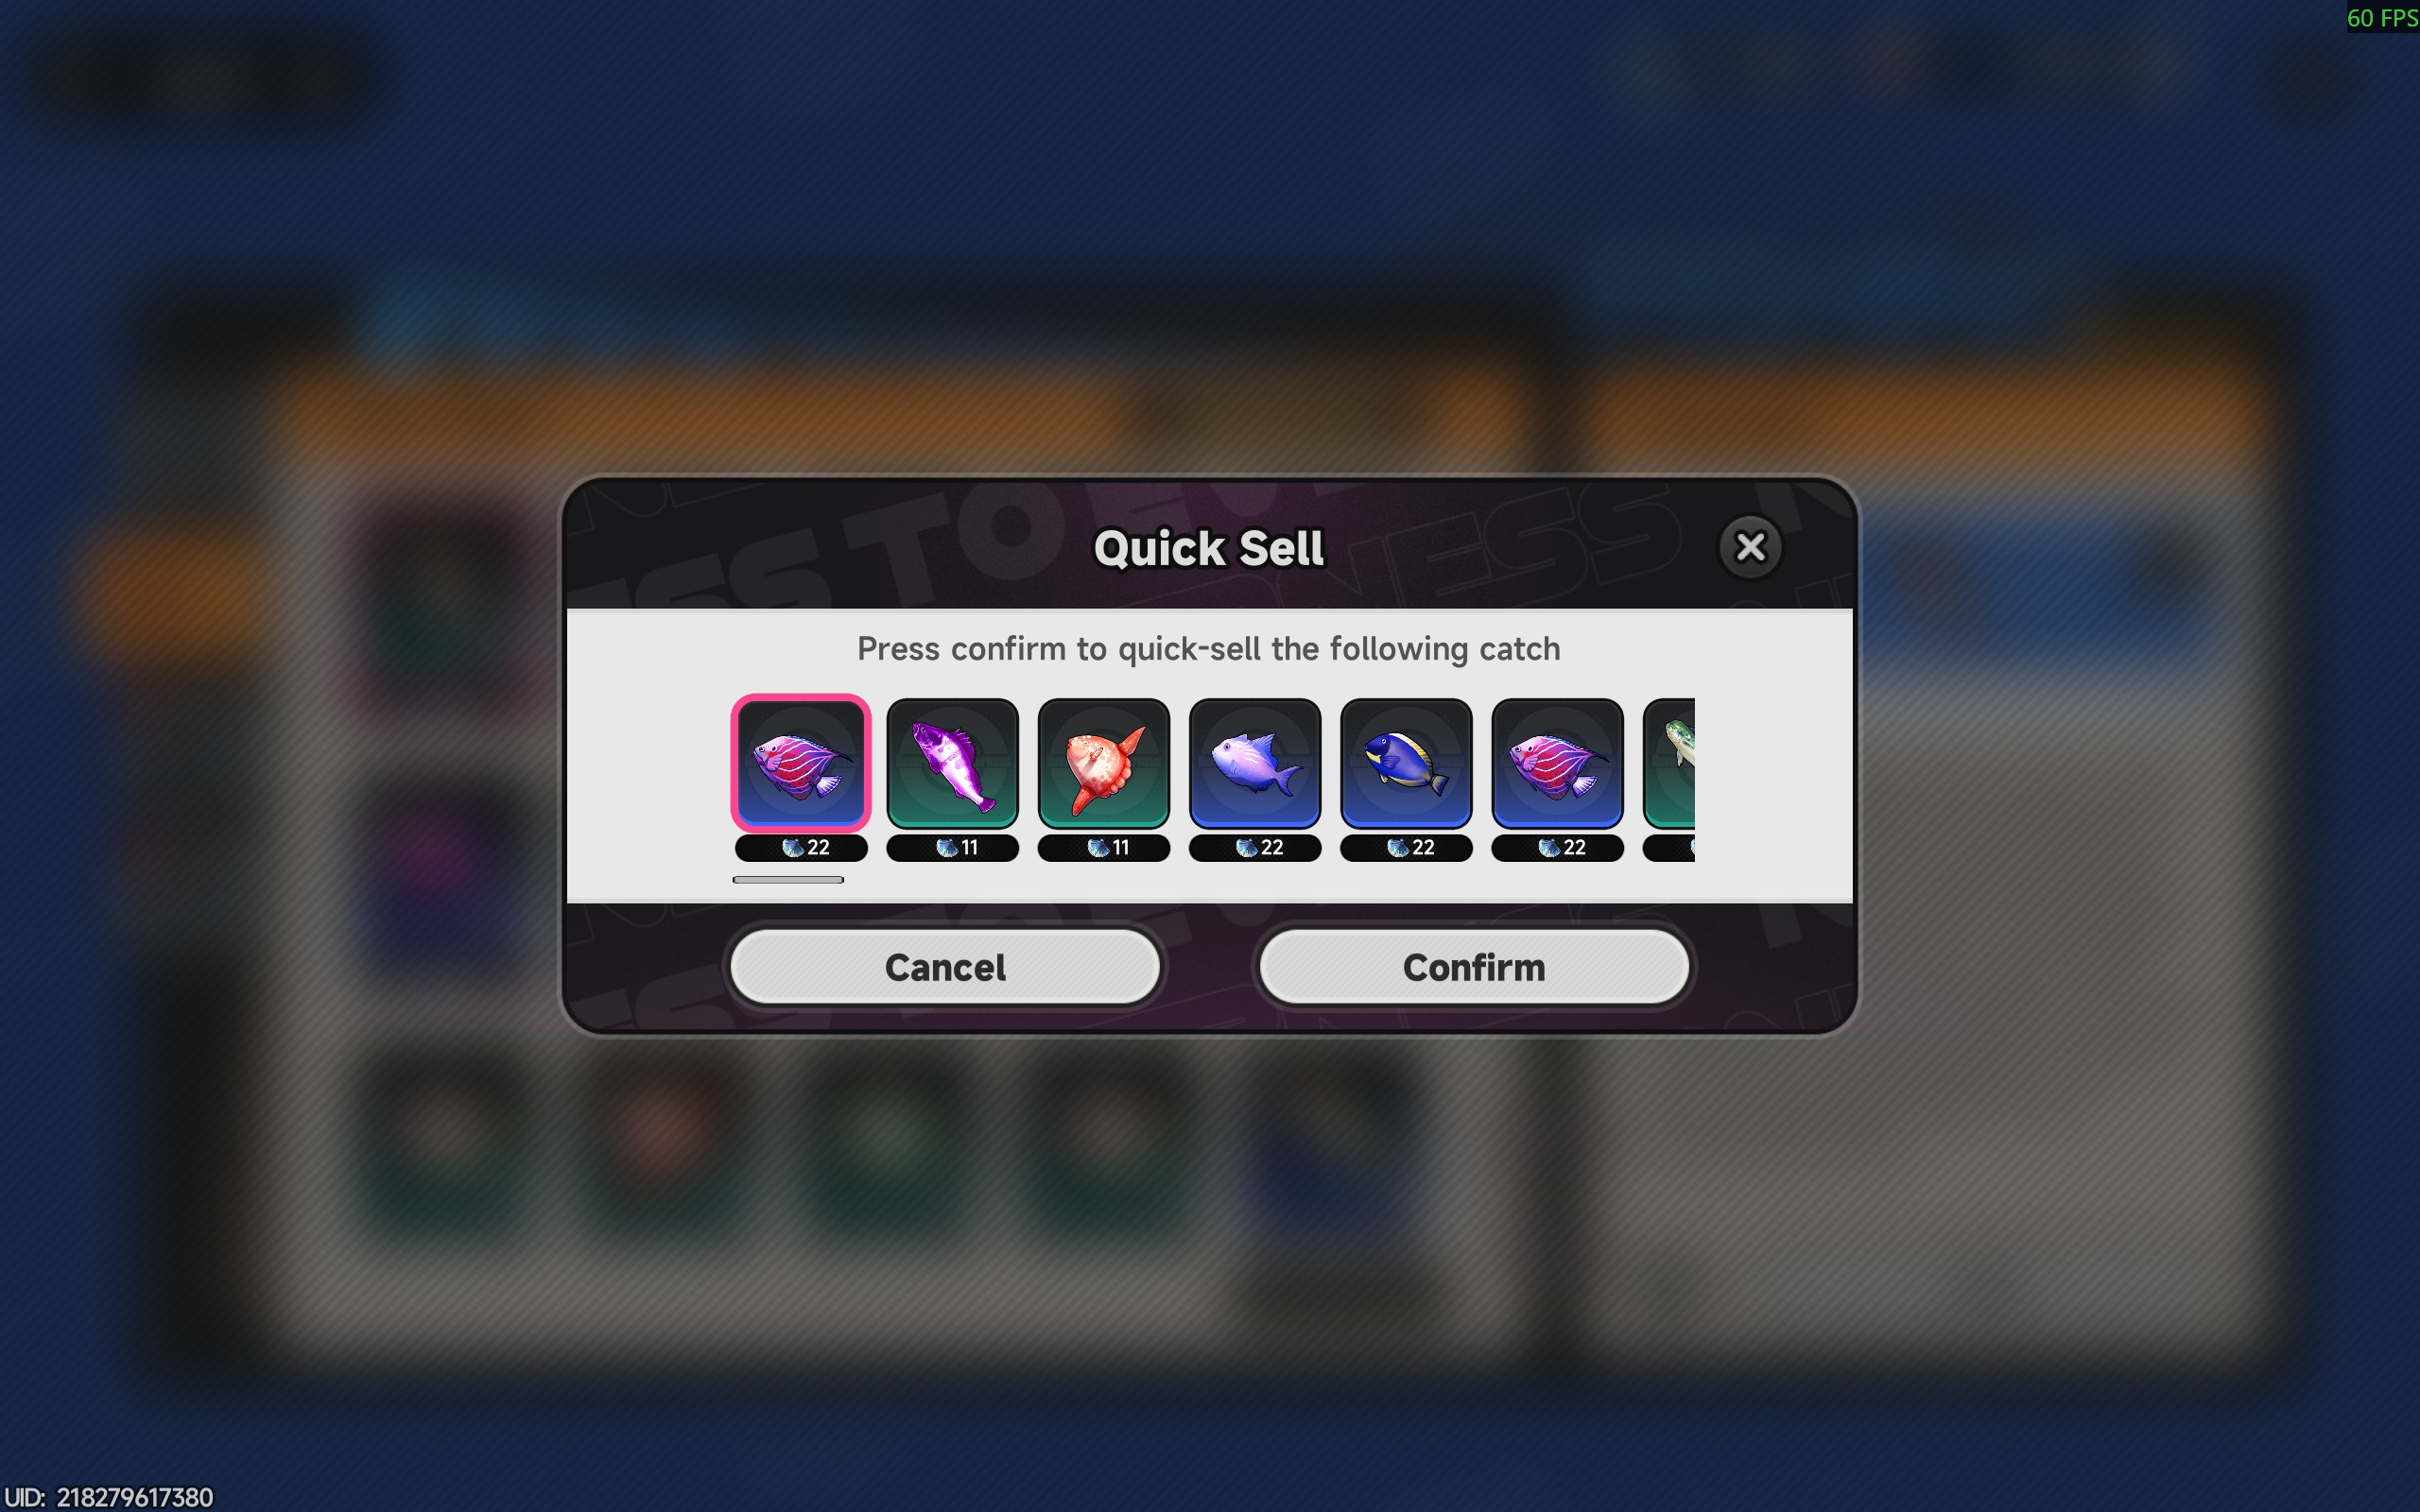 60 FPS
Quick Sell
Press confirm to quick-sell the following catch
22
11
11
22
22
22
Cancel
Confirm
UID: 218279617380